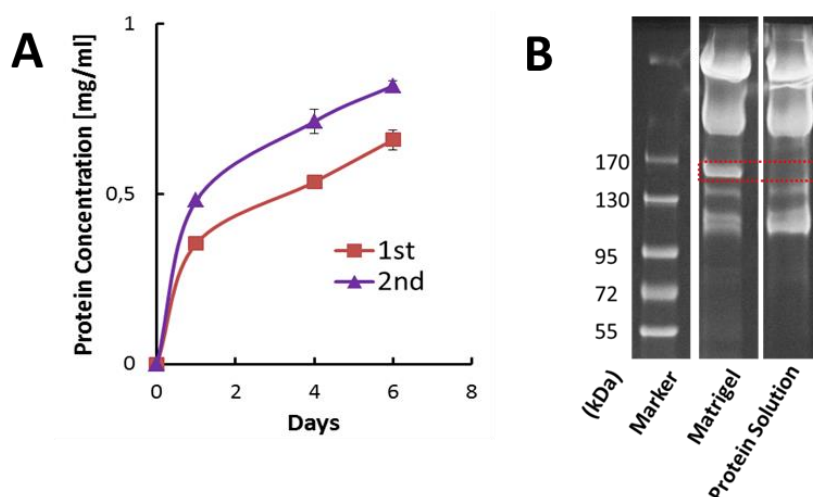 A
Protein Concentration [mg/ml]
1
0,5
0
0 2 4 6 8
Days
1st
2nd
B
170
130
95
72
55
(kDa)
Marker
Matrigel
Protein Solution